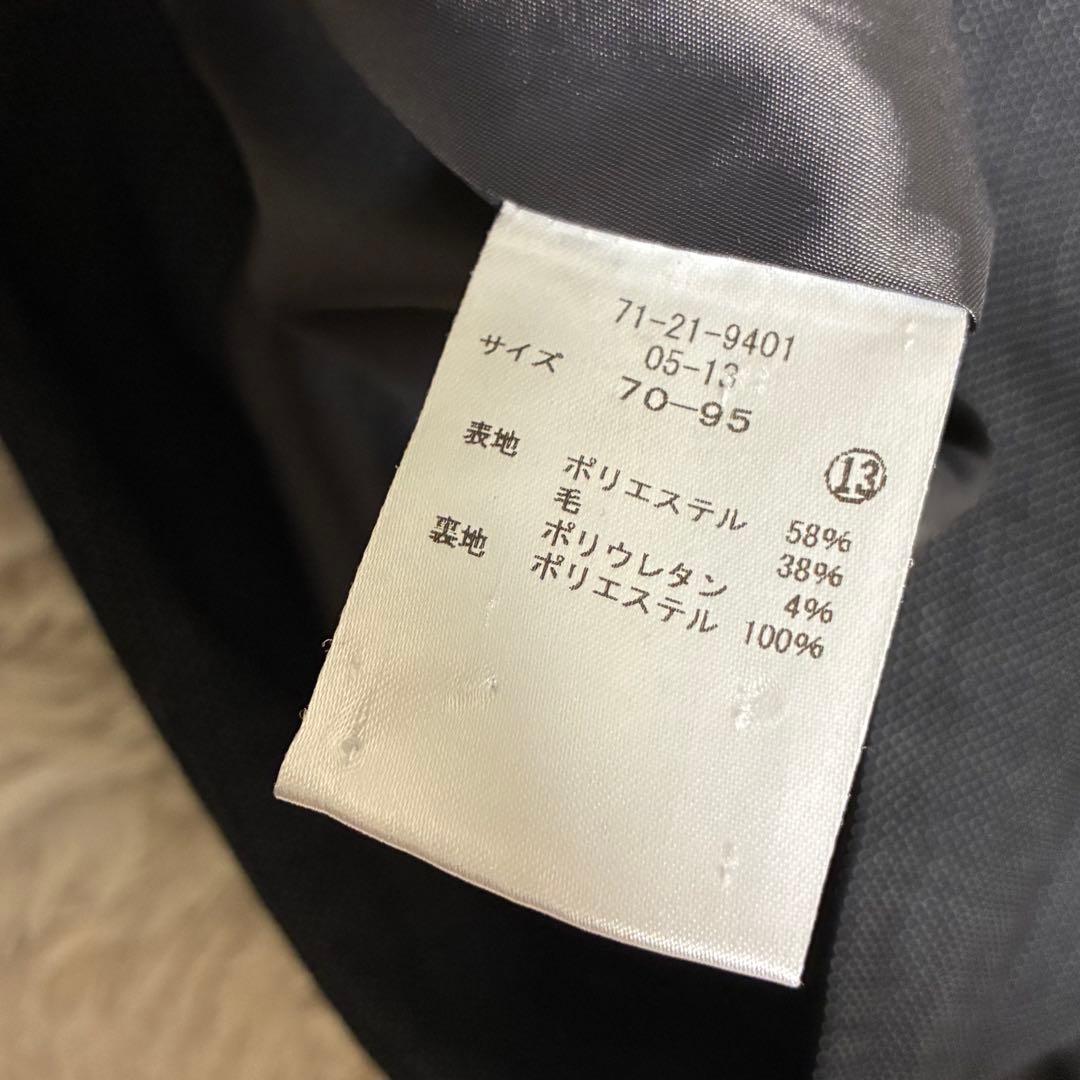 71-21-9401
05-13
サイズ 70-95
⑬
表地 ポリエステル 58%
毛 38%
ポリウレタン 4%
裏地 ポリエステル 100%